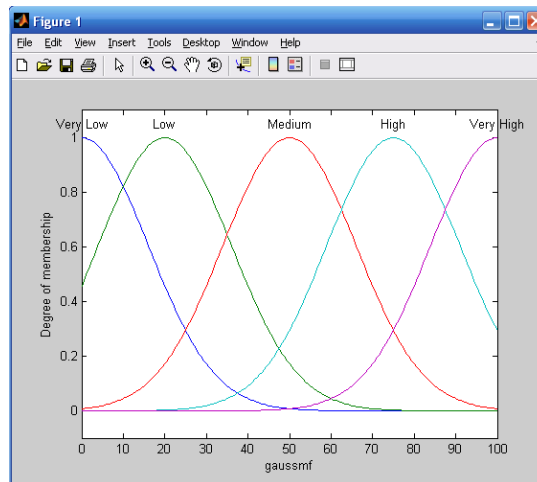 Figure 1
File Edit View Insert Tools Desktop Window Help
Very Low Low Medium High Very High
1
0.8
0.6
0.4
0.2
0
Degree of membership
0 10 20 30 40 50 60 70 80 90 100
gaussmf